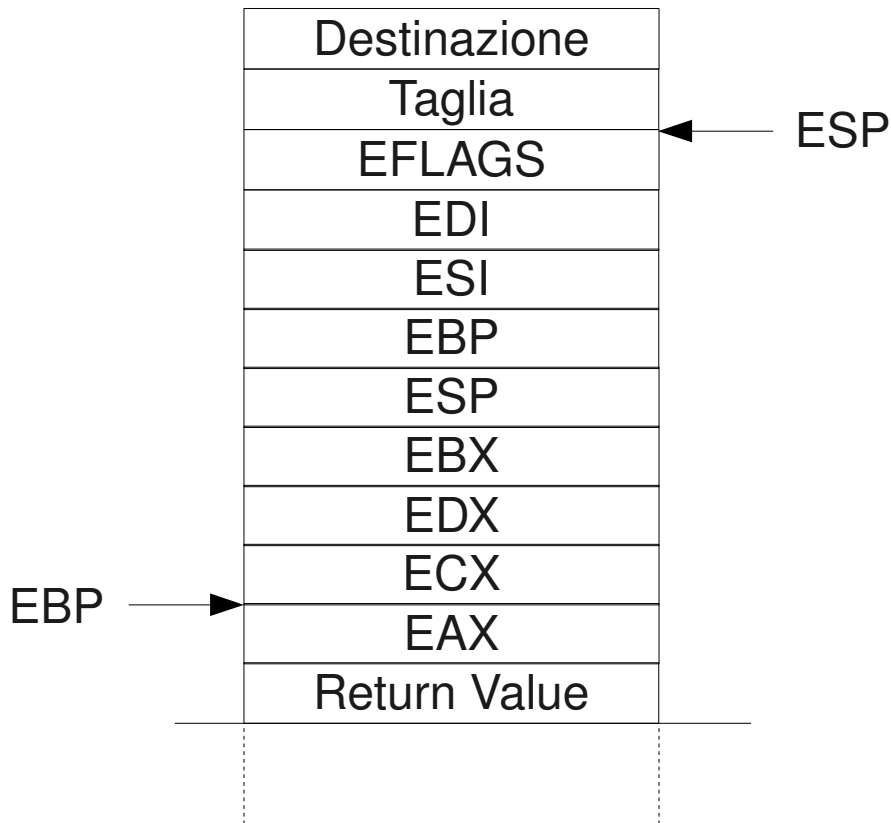 Destinazione
Taglia
ESP
EFLAGS
EDI
ESI
EBP
ESP
EBX
EDX
ECX
EBP
EAX
Return Value